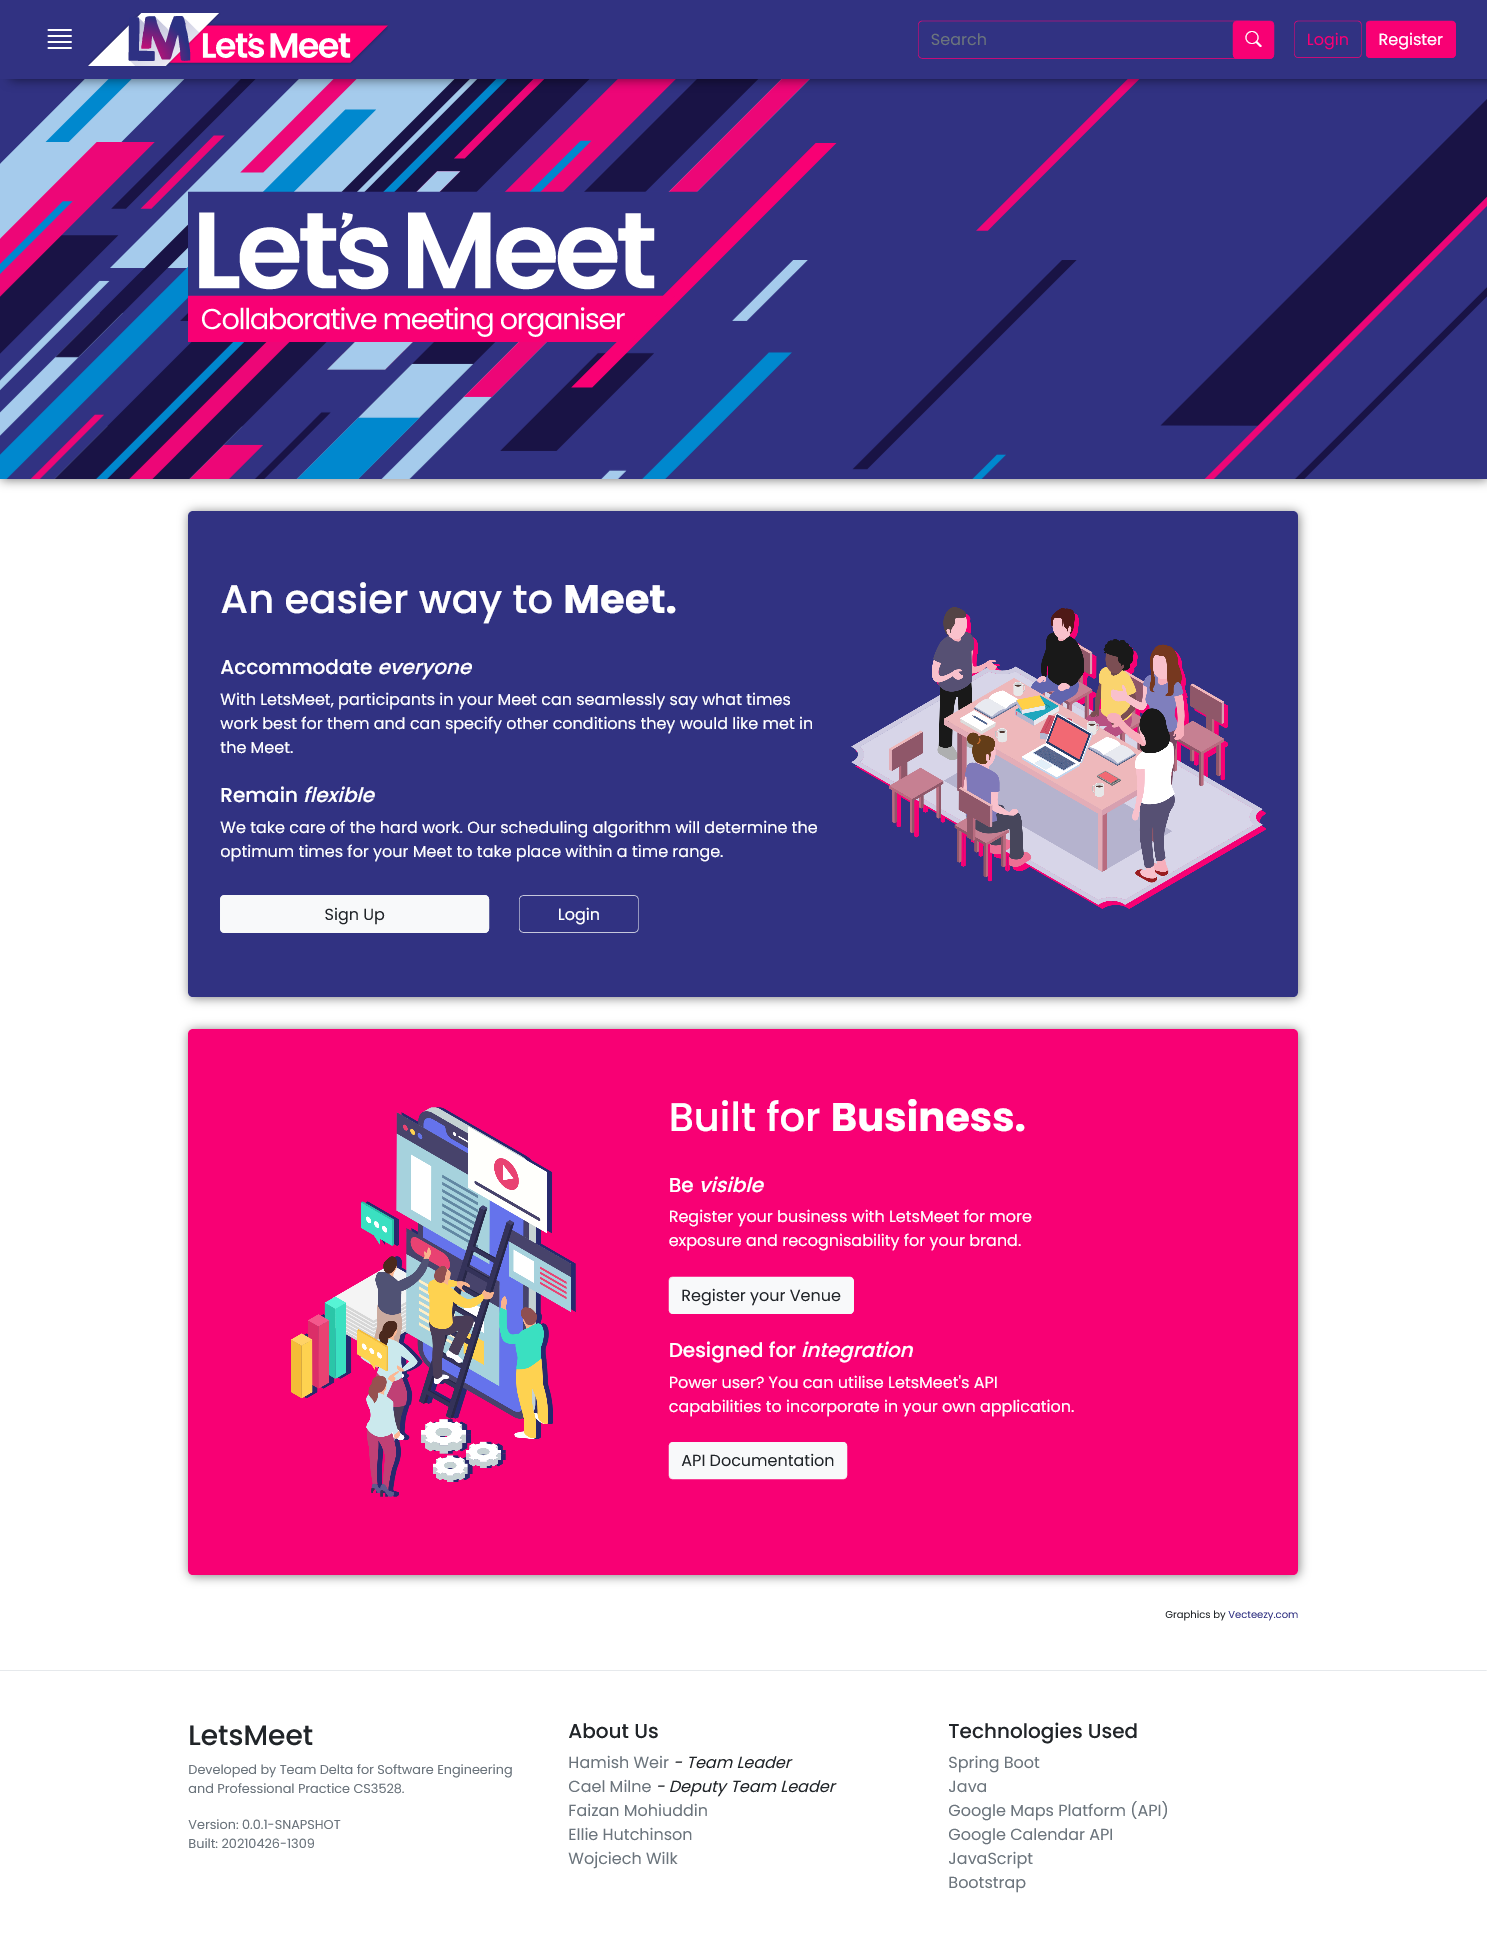 LM Let's Meet
Search
Login
Register
Let's Meet
Collaborative meeting organiser
An easier way to Meet.
Accommodate everyone
With LetsMeet, participants in your Meet can seamlessly say what times
work best for them and can specify other conditions they would like met in
the Meet.
Remain flexible
We take care of the hard work. Our scheduling algorithm will determine the
optimum times for your Meet to take place within a time range.
Sign Up
Login
Built for Business.
Be visible
Register your business with LetsMeet for more
exposure and recognisability for your brand.
Register your Venue
Designed for integration
Power user? You can utilise LetsMeet's API
capabilities to incorporate in your own application.
API Documentation
Graphics by Vecteezy.com
LetsMeet
Developed by Team Delta for Software Engineering
and Professional Practice CS3528.
Version: 0.0.1-SNAPSHOT
Built: 20210426-1309
About Us
Hamish Weir - Team Leader
Cael Milne - Deputy Team Leader
Faizan Mohiuddin
Ellie Hutchinson
Wojciech Wilk
Technologies Used
Spring Boot
Java
Google Maps Platform (API)
Google Calendar API
JavaScript
Bootstrap